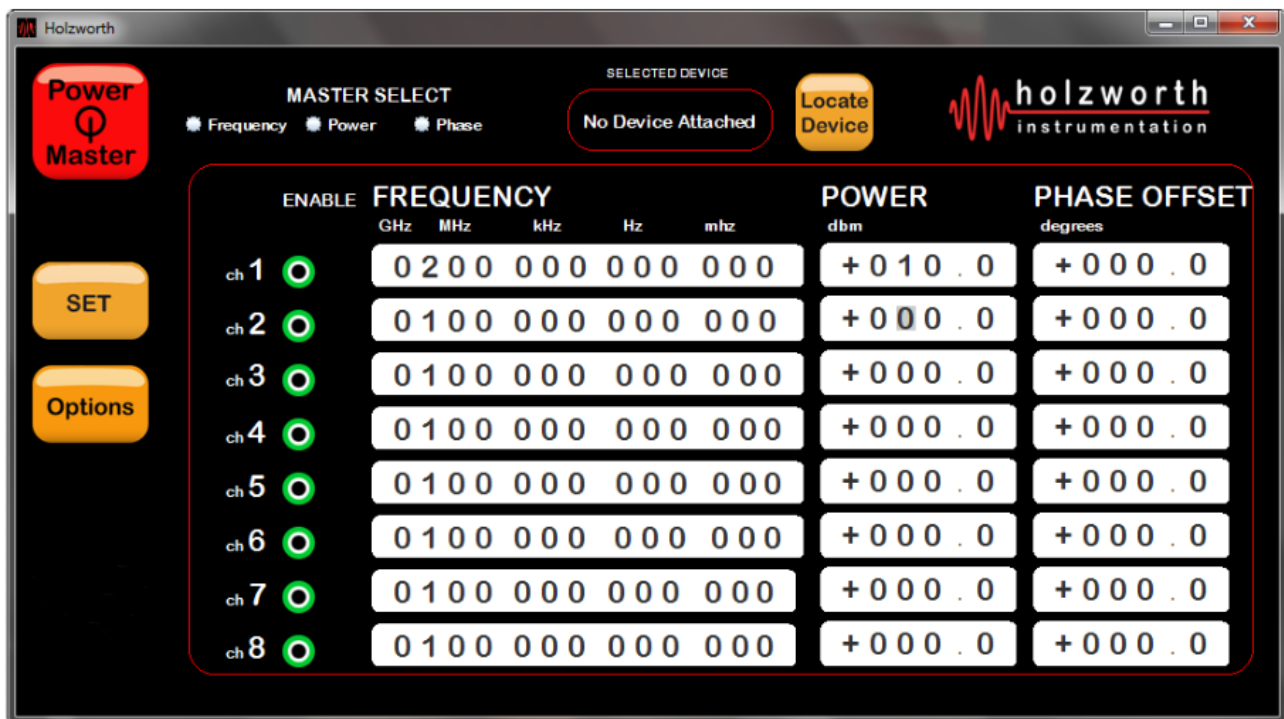 Holzworth
Power
Master
MASTER SELECT
Frequency Power Phase
SELECTED DEVICE
No Device Attached
Locate
Device
holzworth
instrumentation
ENABLE FREQUENCY POWER PHASE OFFSET
GHz MHz kHz Hz mhz dbm degrees
ch 1 0200 000 000 000 +010.0 +000.0
SET
ch 2 0100 000 000 000 +000.0 +000.0
ch 3 0100 000 000 000 +000.0 +000.0
Options
ch 4 0100 000 000 000 +000.0 +000.0
ch 5 0100 000 000 000 +000.0 +000.0
ch 6 0100 000 000 000 +000.0 +000.0
ch 7 0100 000 000 000 +000.0 +000.0
ch 8 0100 000 000 000 +000.0 +000.0